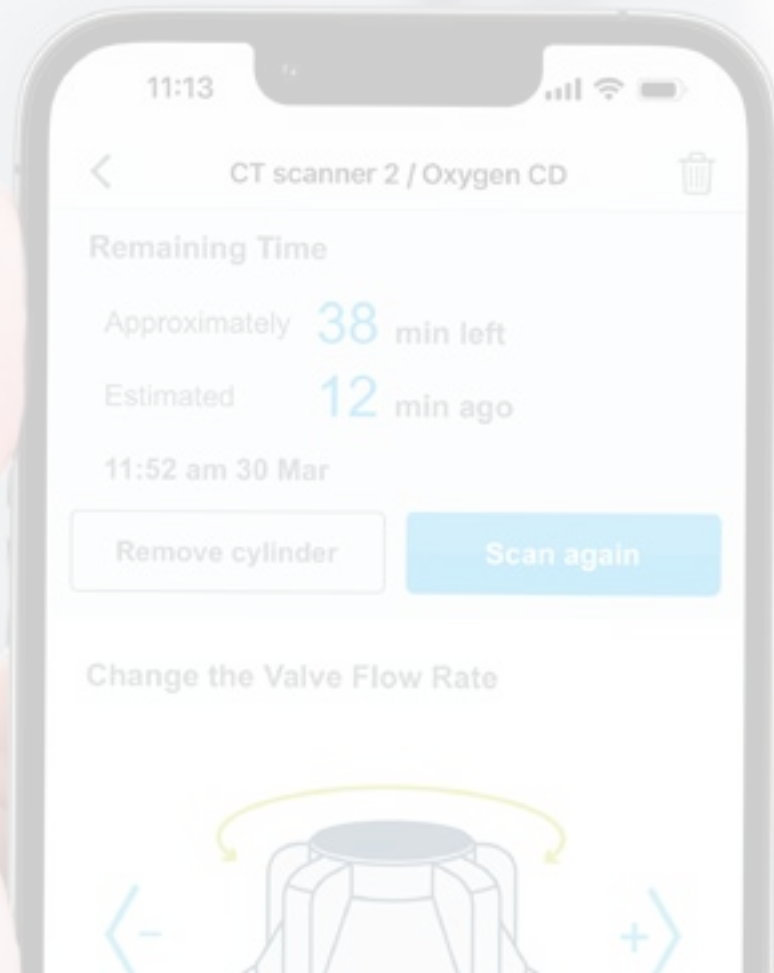 11:13
CT scanner 2 / Oxygen CD
Remaining Time
Approximately 38 min left
Estimated 12 min ago
11:52 am 30 Mar
Remove cylinder
Scan again
Change the Valve Flow Rate
− +